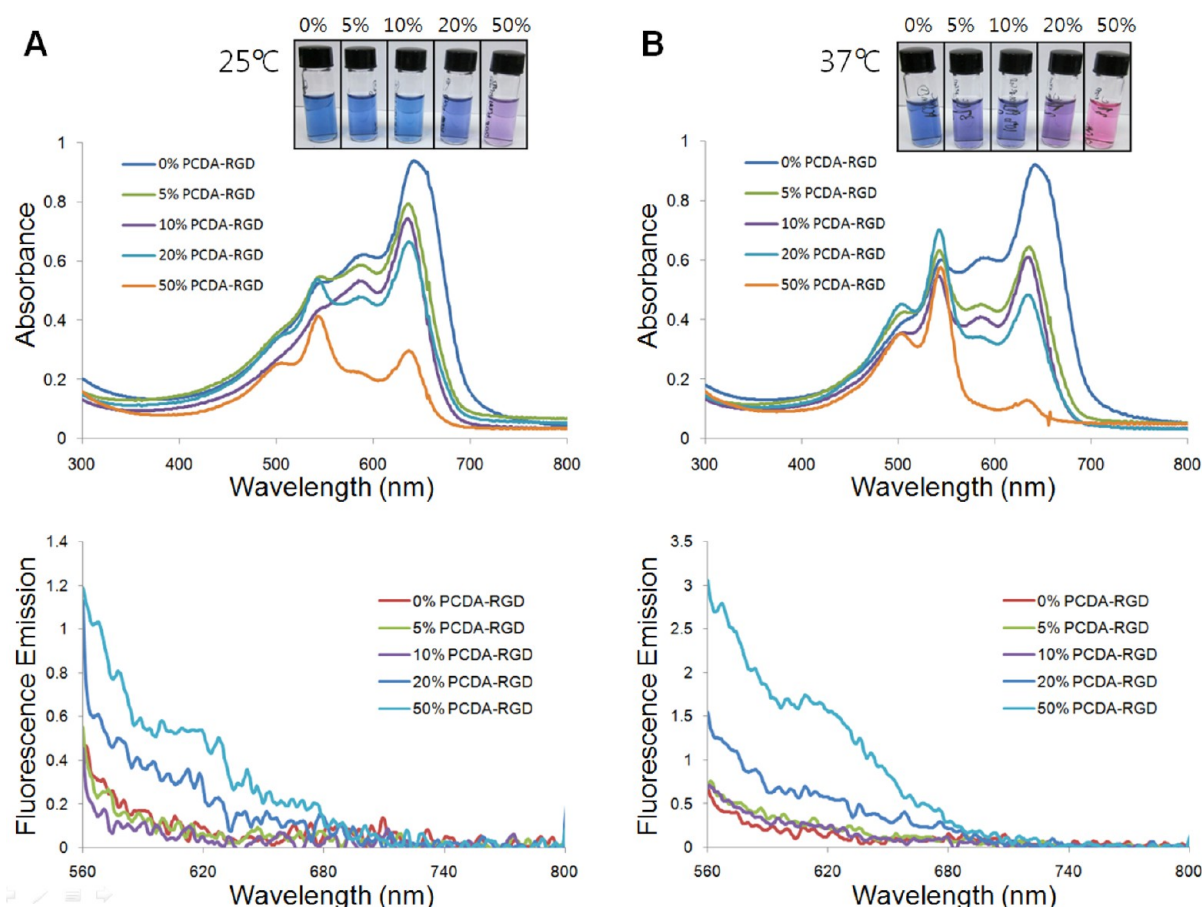 A
25℃
0% 5% 10% 20% 50%
0% PCDA-RGD
5% PCDA-RGD
10% PCDA-RGD
20% PCDA-RGD
50% PCDA-RGD
Absorbance
1
0.8
0.6
0.4
0.2
0
300 400 500 600 700 800
Wavelength (nm)
B
37℃
0% 5% 10% 20% 50%
0% PCDA-RGD
5% PCDA-RGD
10% PCDA-RGD
20% PCDA-RGD
50% PCDA-RGD
Absorbance
1
0.8
0.6
0.4
0.2
0
300 400 500 600 700 800
Wavelength (nm)
Fluorescence Emission
1.4
1.2
1
0.8
0.6
0.4
0.2
0
0% PCDA-RGD
5% PCDA-RGD
10% PCDA-RGD
20% PCDA-RGD
50% PCDA-RGD
560 620 680 740 800
Wavelength (nm)
Fluorescence Emission
3.5
3
2.5
2
1.5
1
0.5
0
0% PCDA-RGD
5% PCDA-RGD
10% PCDA-RGD
20% PCDA-RGD
50% PCDA-RGD
560 620 680 740 800
Wavelength (nm)